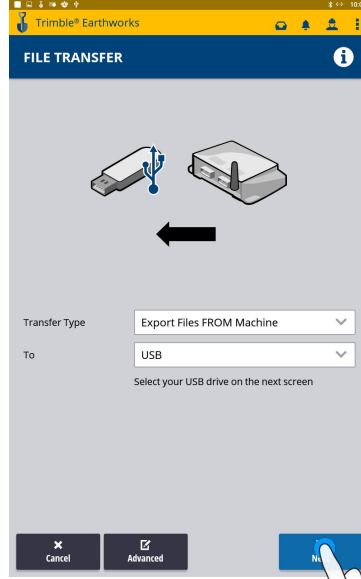 Trimble® Earthworks
FILE TRANSFER
Transfer Type
Export Files FROM Machine
To
USB
Select your USB drive on the next screen
Cancel
Advanced